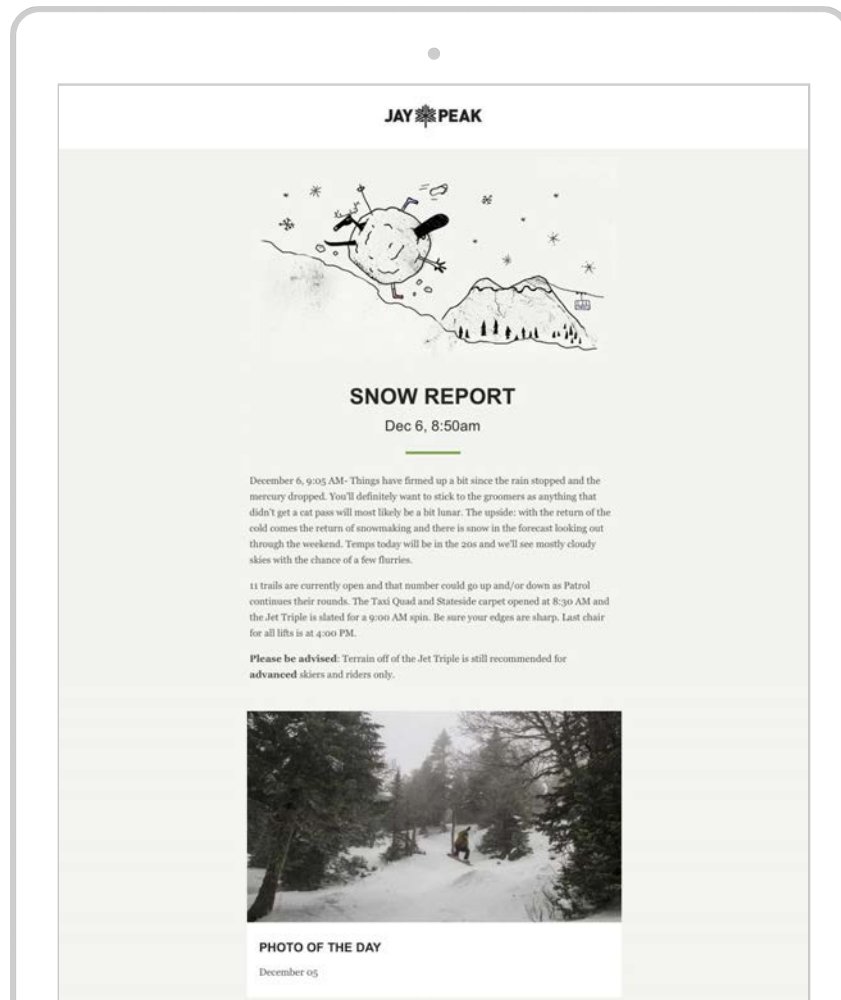 JAY PEAK
SNOW REPORT
Dec 6, 8:50am
December 6, 9:05 AM- Things have firmed up a bit since the rain stopped and the
mercury dropped. You'll definitely want to stick to the groomers as anything that
didn't get a cat pass will most likely be a bit lunar. The upside: with the return of the
cold comes the return of snowmaking and there is snow in the forecast looking out
through the weekend. Temps today will be in the 20s and we'll see mostly cloudy
skies with the chance of a few flurries.
11 trails are currently open and that number could go up and/or down as Patrol
continues their rounds. The Taxi Quad and Stateside carpet opened at 8:30 AM and
the Jet Triple is slated for a 9:00 AM spin. Be sure your edges are sharp. Last chair
for all lifts is at 4:00 PM.
Please be advised: Terrain off of the Jet Triple is still recommended for
advanced skiers and riders only.
PHOTO OF THE DAY
December 05